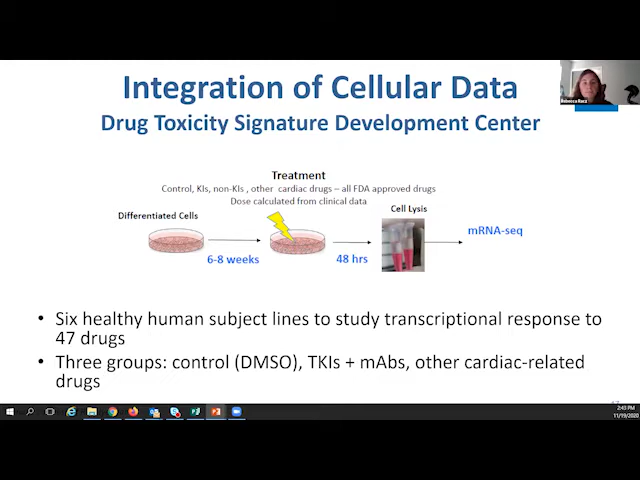 Integration of Cellular Data
Drug Toxicity Signature Development Center
Rebecca Racz
Treatment
Control, KIs, non-KIs , other cardiac drugs – all FDA approved drugs
Dose calculated from clinical data
Differentiated Cells
Cell Lysis
mRNA-seq
6-8 weeks
48 hrs
• Six healthy human subject lines to study transcriptional response to
47 drugs
• Three groups: control (DMSO), TKIs + mAbs, other cardiac-related
drugs
2:43 PM
11/19/2020